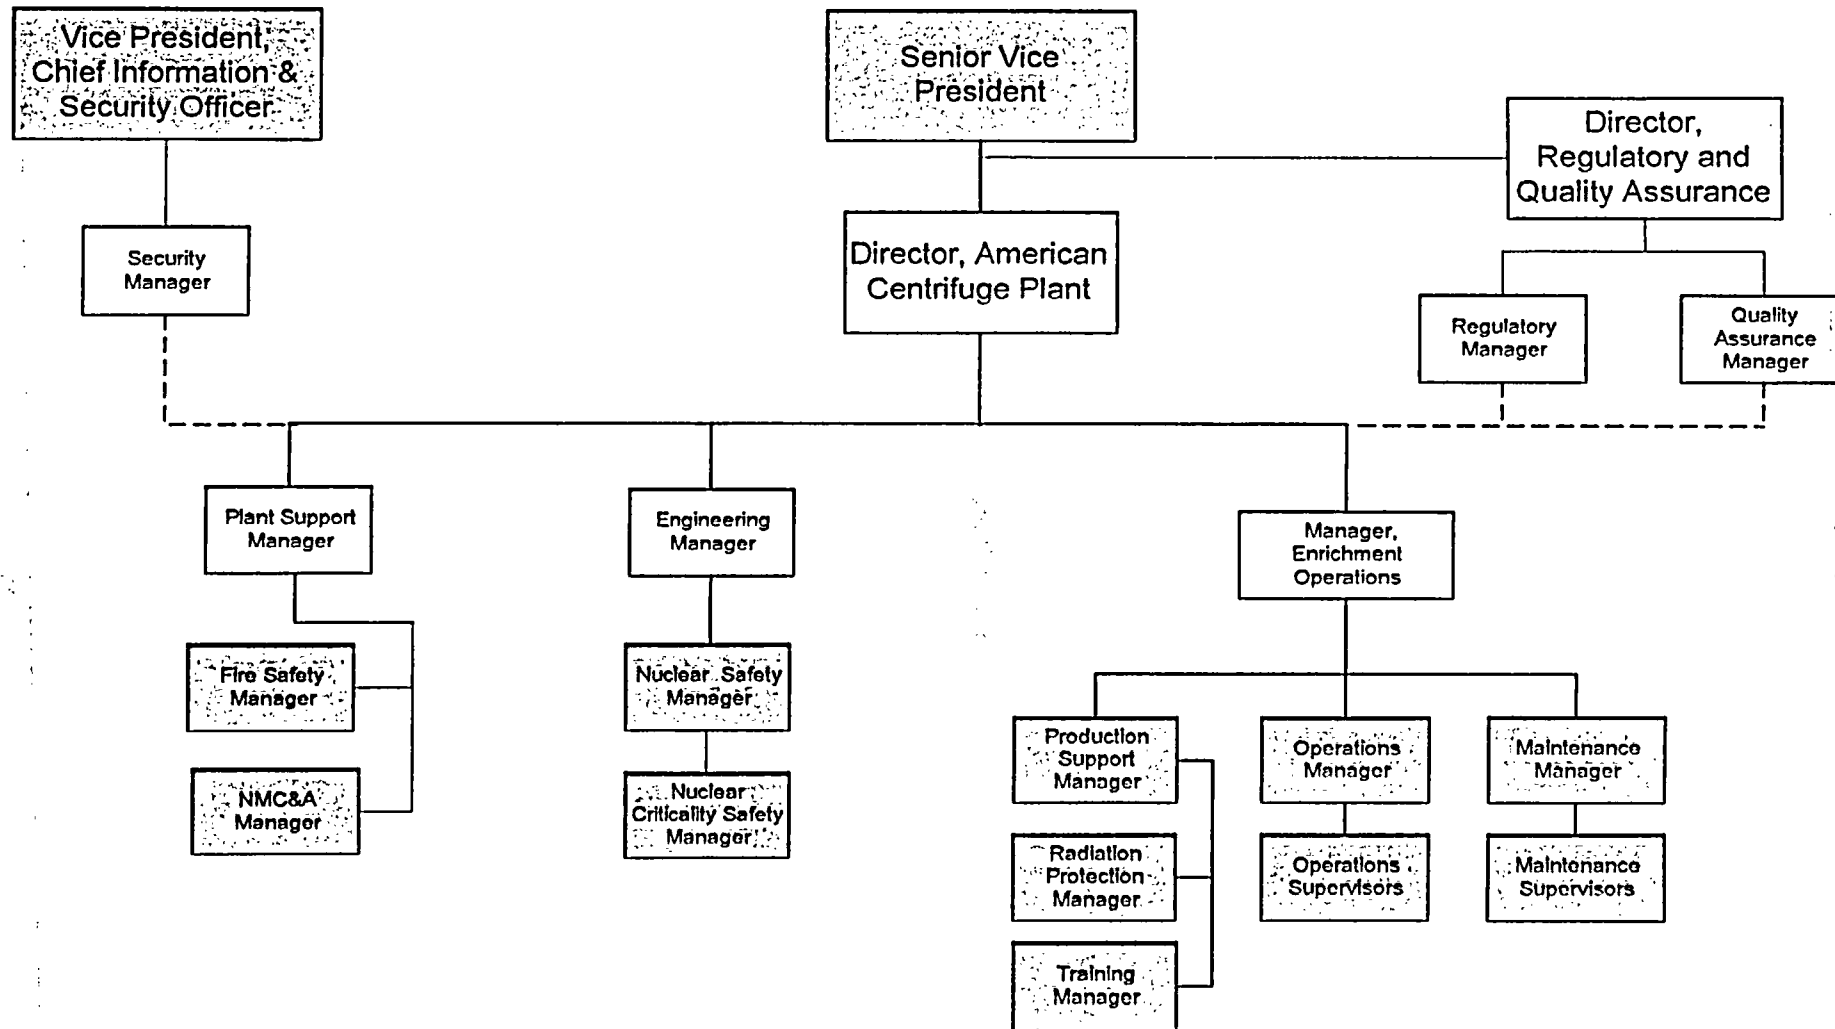 Vice President,
Chief Information &
Security Officer
Senior Vice
President
Director,
Regulatory and
Quality Assurance
Security
Manager
Director, American
Centrifuge Plant
Regulatory
Manager
Quality
Assurance
Manager
Plant Support
Manager
Engineering
Manager
Manager,
Enrichment
Operations
Fire Safety
Manager
Nuclear Safety
Manager
Production
Support
Manager
Operations
Manager
Maintenance
Manager
NMC&A
Manager
Nuclear
Criticality Safety
Manager
Radiation
Protection
Manager
Operations
Supervisors
Maintenance
Supervisors
Training
Manager